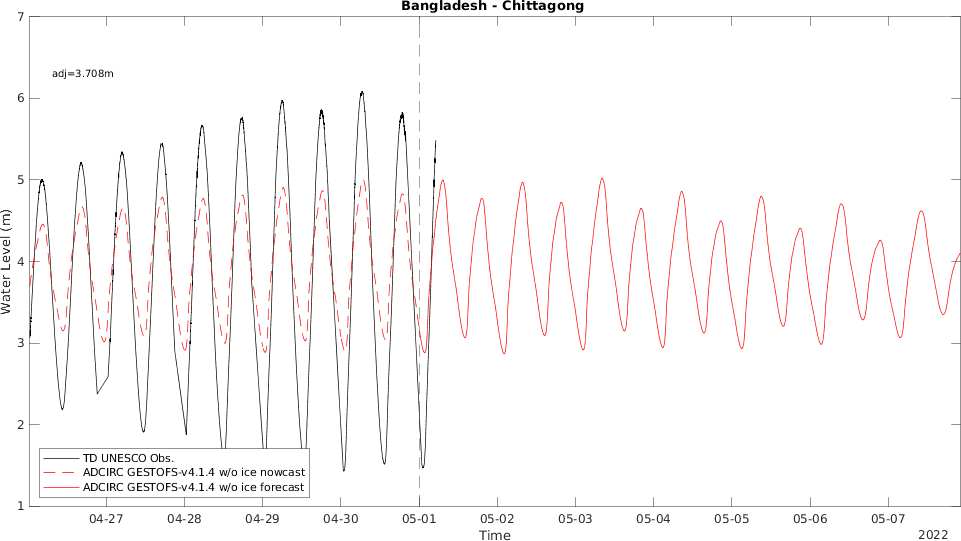 Bangladesh - Chittagong
7
6
5
4
3
2
1
adj=3.708m
Water Level (m)
TD UNESCO Obs.
ADCIRC GESTOFS-v4.1.4 w/o ice nowcast
ADCIRC GESTOFS-v4.1.4 w/o ice forecast
04-27 04-28 04-29 04-30 05-01 05-02 05-03 05-04 05-05 05-06 05-07
Time
2022